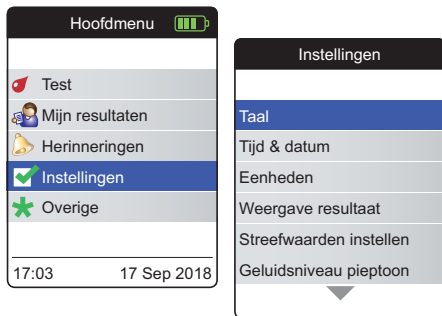 Hoofdmenu
Test
Mijn resultaten
Herinneringen
Instellingen
Overige
17:03 17 Sep 2018
Instellingen
Taal
Tijd & datum
Eenheden
Weergave resultaat
Streefwaarden instellen
Geluidsniveau pieptoon